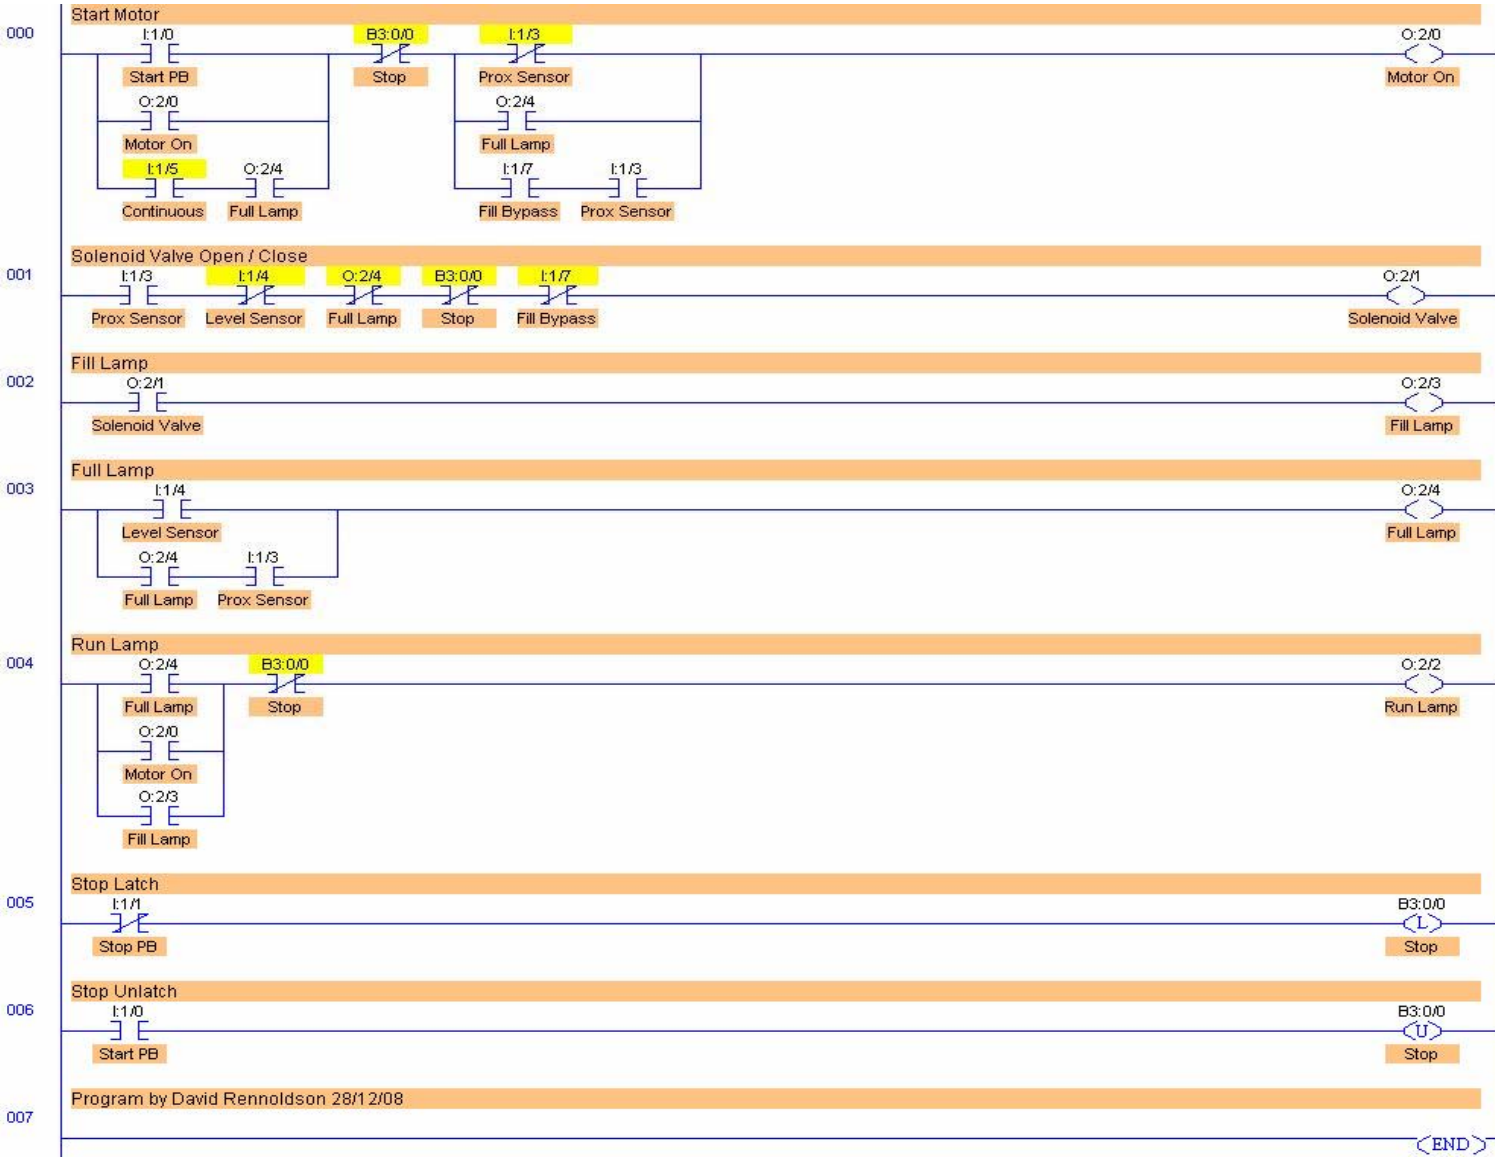 Start Motor
000
I:1/0 B3:0/0 I:1/3 O:2/0
Start PB Stop Prox Sensor Motor On
O:2/0 O:2/4
Motor On Full Lamp
I:1/5 O:2/4 I:1/7 I:1/3
Continuous Full Lamp Fill Bypass Prox Sensor
Solenoid Valve Open / Close
001 I:1/3 I:1/4 O:2/4 B3:0/0 I:1/7 O:2/1
Prox Sensor Level Sensor Full Lamp Stop Fill Bypass Solenoid Valve
Fill Lamp
002 O:2/1 O:2/3
Solenoid Valve Fill Lamp
Full Lamp
003 I:1/4 O:2/4
Level Sensor Full Lamp
O:2/4 I:1/3
Full Lamp Prox Sensor
Run Lamp
004 O:2/4 B3:0/0 O:2/2
Full Lamp Stop Run Lamp
O:2/0
Motor On
O:2/3
Fill Lamp
Stop Latch
005 I:1/1 B3:0/0
L
Stop PB Stop
Stop Unlatch
006 I:1/0 B3:0/0
U
Start PB Stop
Program by David Rennoldson 28/12/08
007
END